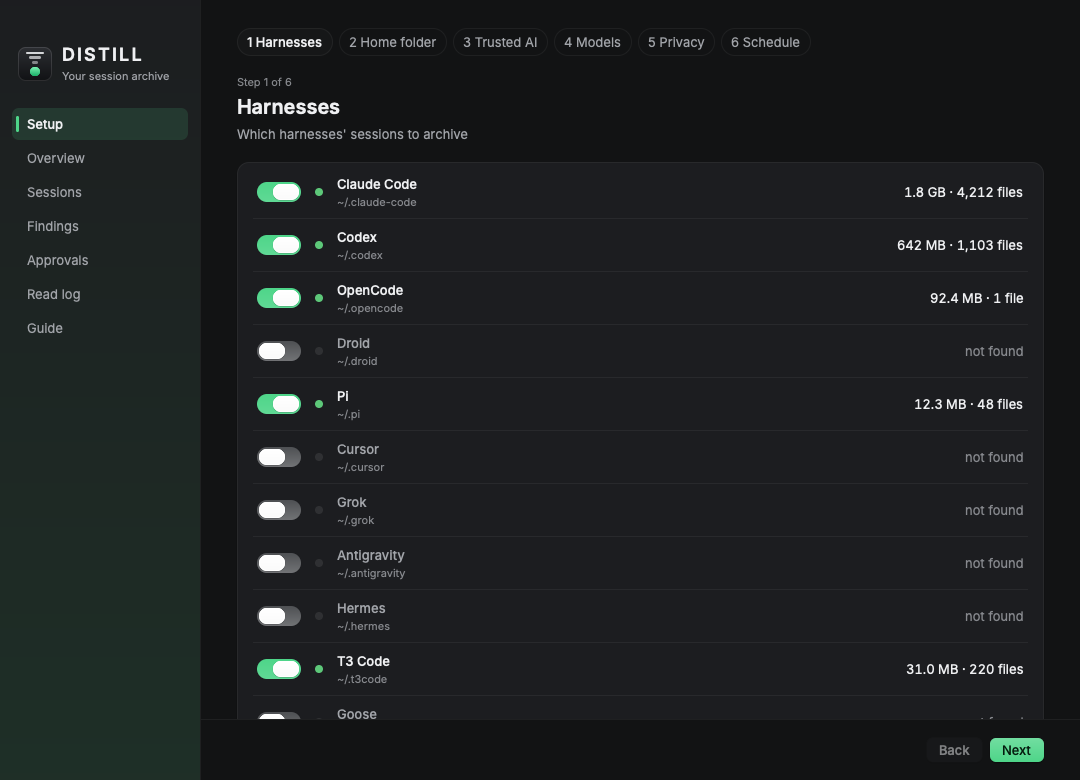 DISTILL
Your session archive
Setup
Overview
Sessions
Findings
Approvals
Read log
Guide
1 Harnesses
2 Home folder
3 Trusted AI
4 Models
5 Privacy
6 Schedule
Step 1 of 6
Harnesses
Which harnesses' sessions to archive
Claude Code
~/.claude-code
1.8 GB · 4,212 files
Codex
~/.codex
642 MB · 1,103 files
OpenCode
~/.opencode
92.4 MB · 1 file
Droid
~/.droid
not found
Pi
~/.pi
12.3 MB · 48 files
Cursor
~/.cursor
not found
Grok
~/.grok
not found
Antigravity
~/.antigravity
not found
Hermes
~/.hermes
not found
T3 Code
~/.t3code
31.0 MB · 220 files
Goose
Back
Next